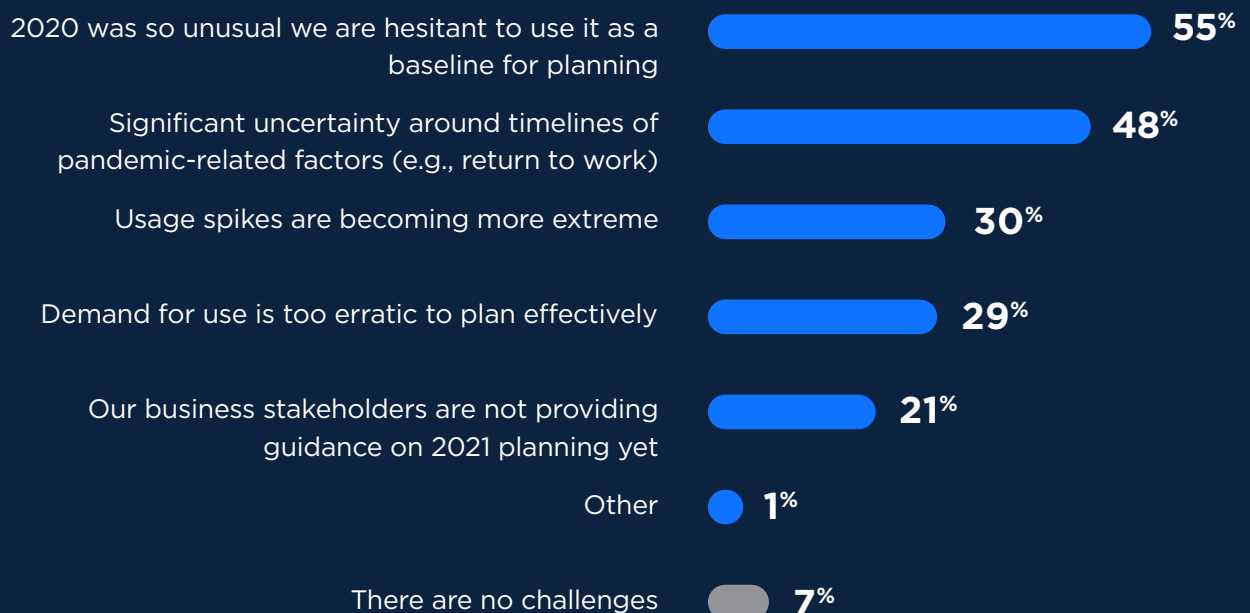 2020 was so unusual we are hesitant to use it as a
baseline for planning
55%
Significant uncertainty around timelines of
pandemic-related factors (e.g., return to work)
48%
Usage spikes are becoming more extreme
30%
Demand for use is too erratic to plan effectively
29%
Our business stakeholders are not providing
guidance on 2021 planning yet
21%
Other
1%
There are no challenges
7%